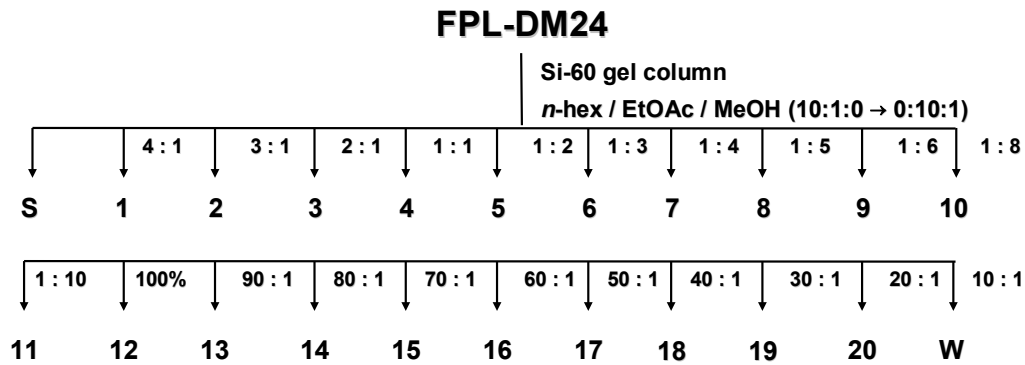 FPL-DM24
Si-60 gel column
n-hex / EtOAc / MeOH (10:1:0 → 0:10:1)
4 : 1 3 : 1 2 : 1 1 : 1 1 : 2 1 : 3 1 : 4 1 : 5 1 : 6 1 : 8
S 1 2 3 4 5 6 7 8 9 10
1 : 10 100% 90 : 1 80 : 1 70 : 1 60 : 1 50 : 1 40 : 1 30 : 1 20 : 1 10 : 1
11 12 13 14 15 16 17 18 19 20 W